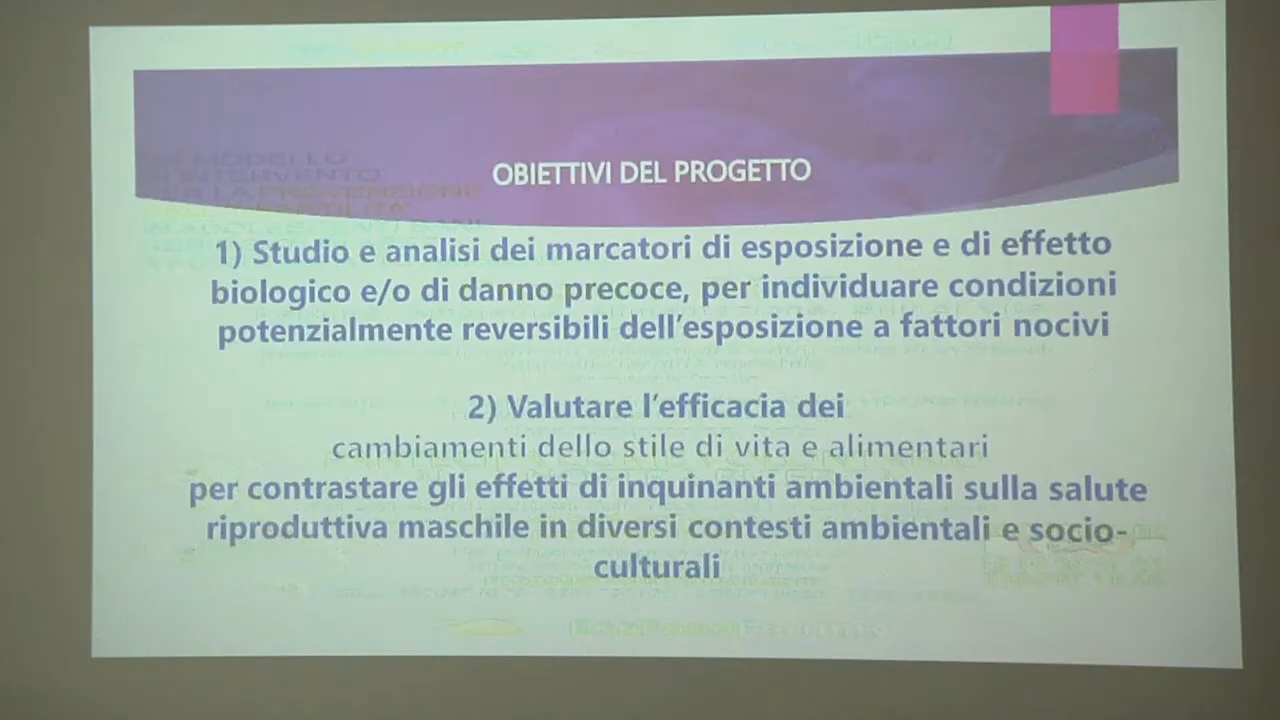 OBIETTIVI DEL PROGETTO
1) Studio e analisi dei marcatori di esposizione e di effetto
biologico e/o di danno precoce, per individuare condizioni
potenzialmente reversibili dell'esposizione a fattori nocivi
2) Valutare l'efficacia dei
cambiamenti dello stile di vita e alimentari
per contrastare gli effetti di inquinanti ambientali sulla salute
riproduttiva maschile in diversi contesti ambientali e socio-
culturali